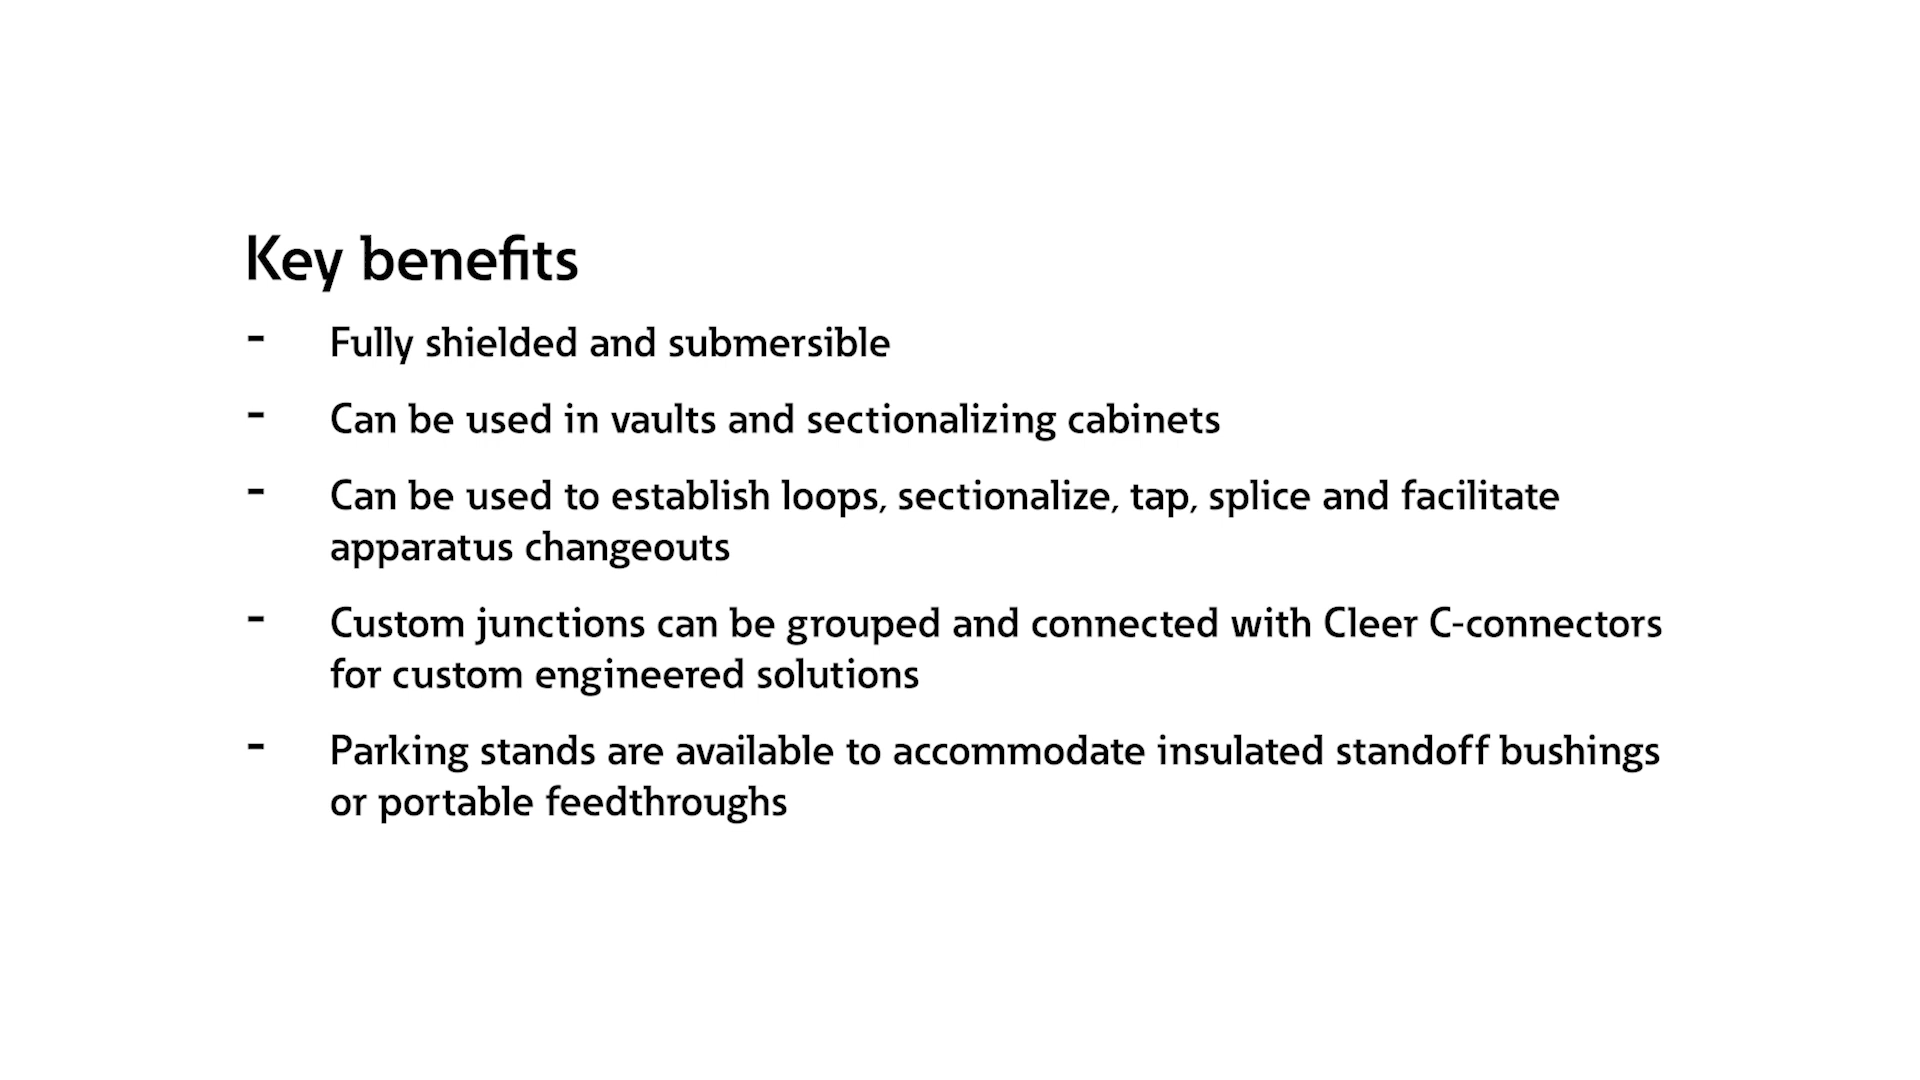 Key benefits
- Fully shielded and submersible
- Can be used in vaults and sectionalizing cabinets
- Can be used to establish loops, sectionalize, tap, splice and facilitate
apparatus changeouts
- Custom junctions can be grouped and connected with Cleer C-connectors
for custom engineered solutions
- Parking stands are available to accommodate insulated standoff bushings
or portable feedthroughs